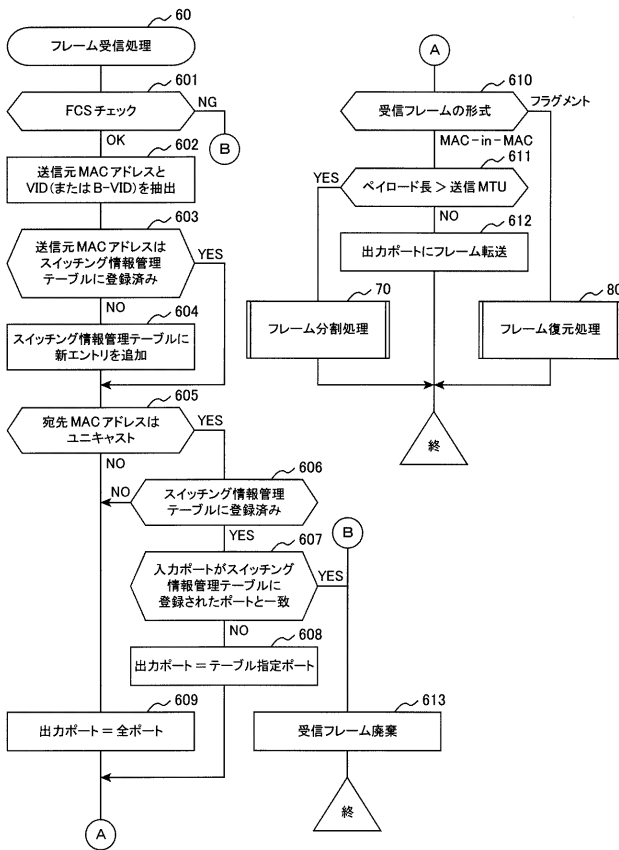 60
フレーム受信処理
601
FCSチェック
NG
B
OK
602
送信元MACアドレスと
VID(またはB-VID)を抽出
603
送信元MACアドレスは
スイッチング情報管理
テーブルに登録済み
YES
NO
604
スイッチング情報管理テーブルに
新エントリを追加
605
宛先MACアドレスは
ユニキャスト
YES
NO
606
スイッチング情報管理
テーブルに登録済み
NO
YES
607
入力ポートがスイッチング
情報管理テーブルに
登録されたポートと一致
YES
NO
608
出力ポート=テーブル指定ポート
609
出力ポート=全ポート
A
B
613
受信フレーム廃棄
終
A
610
受信フレームの形式
フラグメント
MAC-in-MAC
611
ペイロード長>送信MTU
YES
NO
612
出力ポートにフレーム転送
70
フレーム分割処理
80
フレーム復元処理
終